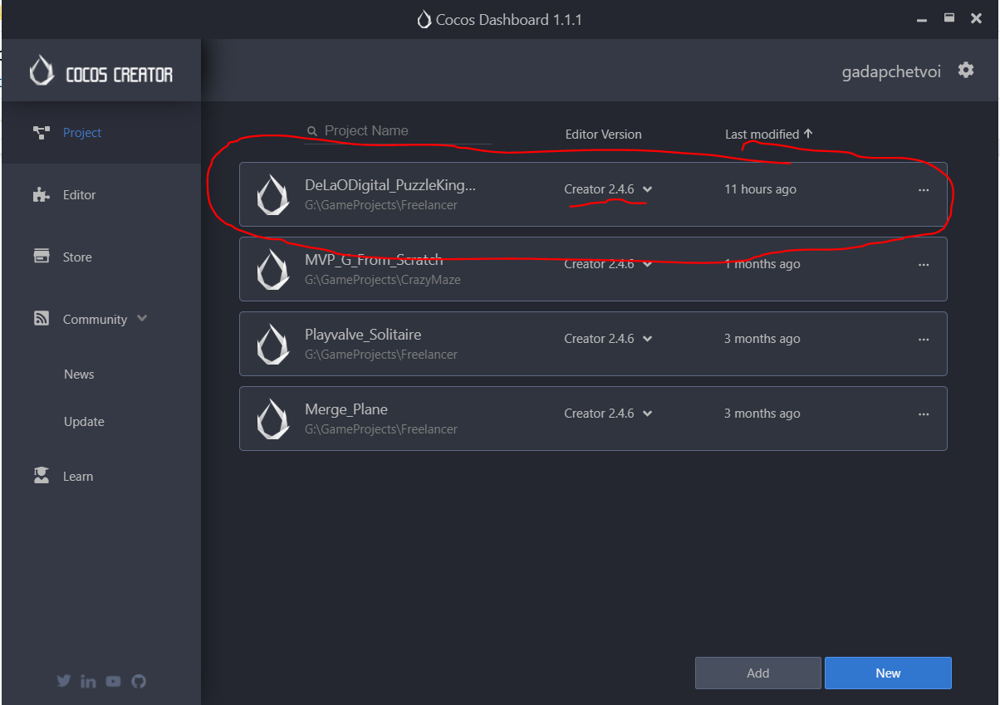 Cocos Dashboard 1.1.1
COCOS CREATOR
gadapchetvoi
Project
Editor
Store
Community
News
Update
Learn
Project Name
Editor Version
Last modified
DeLaODigital_PuzzleKing...
Creator 2.4.6
11 hours ago
G:\GameProjects\Freelancer
MVP_G_From_Scratch
Creator 2.4.6
1 months ago
G:\GameProjects\CrazyMaze
Playvalve_Solitaire
Creator 2.4.6
3 months ago
G:\GameProjects\Freelancer
Merge_Plane
Creator 2.4.6
3 months ago
G:\GameProjects\Freelancer
Add
New